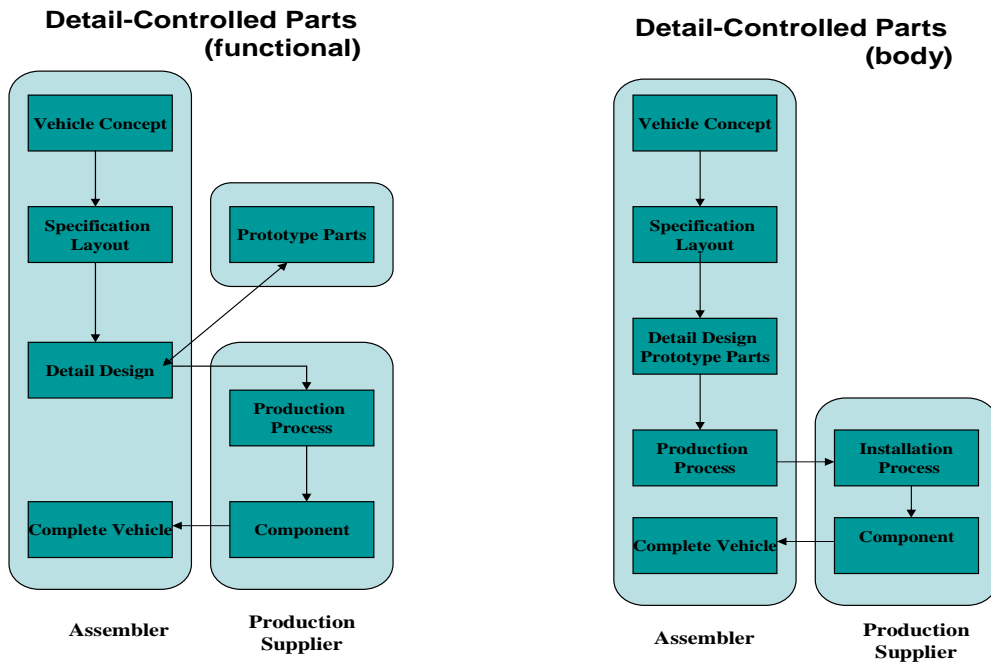 Detail-Controlled Parts
(functional)
Vehicle Concept
Specification
Layout
Prototype Parts
Detail Design
Production
Process
Complete Vehicle
Component
Assembler
Production
Supplier
Detail-Controlled Parts
(body)
Vehicle Concept
Specification
Layout
Detail Design
Prototype Parts
Production
Process
Installation
Process
Complete Vehicle
Component
Assembler
Production
Supplier